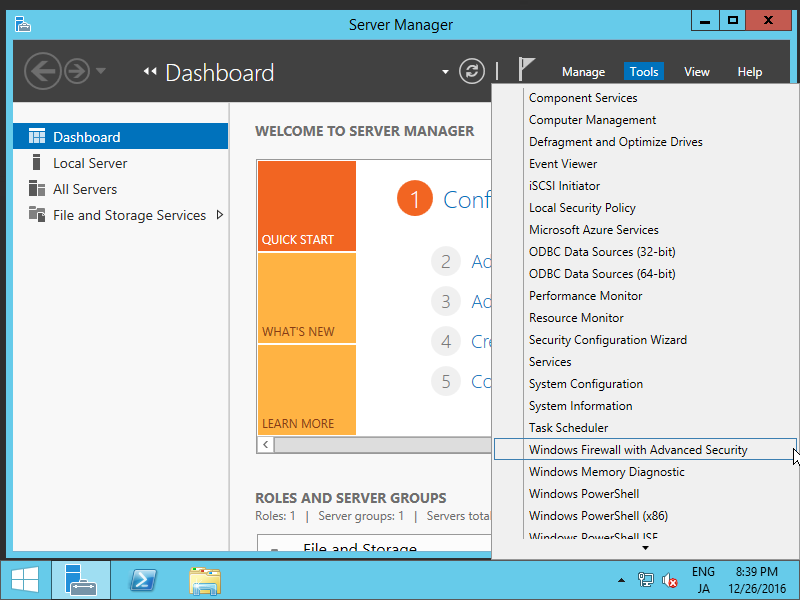 Server Manager
Dashboard
Manage Tools View Help
Dashboard
Local Server
All Servers
File and Storage Services
WELCOME TO SERVER MANAGER
QUICK START
WHAT'S NEW
LEARN MORE
1 Conf
2 Ad
3 Ad
4 Cre
5 Co
ROLES AND SERVER GROUPS
Roles: 1 | Server groups: 1 | Servers total
File and Storage
Component Services
Computer Management
Defragment and Optimize Drives
Event Viewer
iSCSI Initiator
Local Security Policy
Microsoft Azure Services
ODBC Data Sources (32-bit)
ODBC Data Sources (64-bit)
Performance Monitor
Resource Monitor
Security Configuration Wizard
Services
System Configuration
System Information
Task Scheduler
Windows Firewall with Advanced Security
Windows Memory Diagnostic
Windows PowerShell
Windows PowerShell (x86)
Windows PowerShell ISE
ENG
JA
8:39 PM
12/26/2016